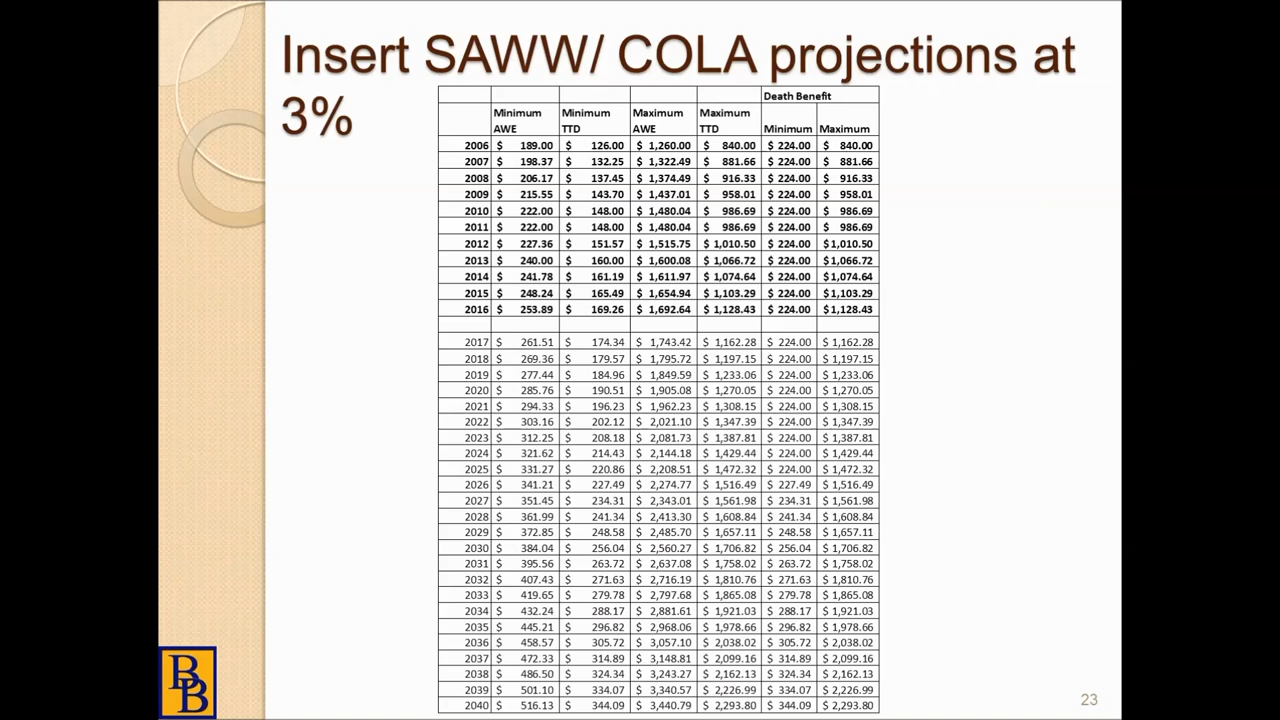 Insert SAWW/ COLA projections at
3%
Death Benefit
Minimum Minimum Maximum Maximum
AWE TTD AWE TTD Minimum Maximum
2006 $ 189.00 $ 126.00 $ 1,260.00 $ 840.00 $ 224.00 $ 840.00
2007 $ 198.37 $ 132.25 $ 1,322.49 $ 881.66 $ 224.00 $ 881.66
2008 $ 206.17 $ 137.45 $ 1,374.49 $ 916.33 $ 224.00 $ 916.33
2009 $ 215.55 $ 143.70 $ 1,437.01 $ 958.01 $ 224.00 $ 958.01
2010 $ 222.00 $ 148.00 $ 1,480.04 $ 986.69 $ 224.00 $ 986.69
2011 $ 222.00 $ 148.00 $ 1,480.04 $ 986.69 $ 224.00 $ 986.69
2012 $ 227.36 $ 151.57 $ 1,515.75 $ 1,010.50 $ 224.00 $ 1,010.50
2013 $ 240.00 $ 160.00 $ 1,600.08 $ 1,066.72 $ 224.00 $ 1,066.72
2014 $ 241.78 $ 161.19 $ 1,611.97 $ 1,074.64 $ 224.00 $ 1,074.64
2015 $ 248.24 $ 165.49 $ 1,654.94 $ 1,103.29 $ 224.00 $ 1,103.29
2016 $ 253.89 $ 169.26 $ 1,692.64 $ 1,128.43 $ 224.00 $ 1,128.43
2017 $ 261.51 $ 174.34 $ 1,743.42 $ 1,162.28 $ 224.00 $ 1,162.28
2018 $ 269.36 $ 179.57 $ 1,795.72 $ 1,197.15 $ 224.00 $ 1,197.15
2019 $ 277.44 $ 184.96 $ 1,849.59 $ 1,233.06 $ 224.00 $ 1,233.06
2020 $ 285.76 $ 190.51 $ 1,905.08 $ 1,270.05 $ 224.00 $ 1,270.05
2021 $ 294.33 $ 196.23 $ 1,962.23 $ 1,308.15 $ 224.00 $ 1,308.15
2022 $ 303.16 $ 202.12 $ 2,021.10 $ 1,347.39 $ 224.00 $ 1,347.39
2023 $ 312.25 $ 208.18 $ 2,081.73 $ 1,387.81 $ 224.00 $ 1,387.81
2024 $ 321.62 $ 214.43 $ 2,144.18 $ 1,429.44 $ 224.00 $ 1,429.44
2025 $ 331.27 $ 220.86 $ 2,208.51 $ 1,472.32 $ 224.00 $ 1,472.32
2026 $ 341.21 $ 227.49 $ 2,274.77 $ 1,516.49 $ 227.49 $ 1,516.49
2027 $ 351.45 $ 234.31 $ 2,343.01 $ 1,561.98 $ 234.31 $ 1,561.98
2028 $ 361.99 $ 241.34 $ 2,413.30 $ 1,608.84 $ 241.34 $ 1,608.84
2029 $ 372.85 $ 248.58 $ 2,485.70 $ 1,657.11 $ 248.58 $ 1,657.11
2030 $ 384.04 $ 256.04 $ 2,560.27 $ 1,706.82 $ 256.04 $ 1,706.82
2031 $ 395.56 $ 263.72 $ 2,637.08 $ 1,758.02 $ 263.72 $ 1,758.02
2032 $ 407.43 $ 271.63 $ 2,716.19 $ 1,810.76 $ 271.63 $ 1,810.76
2033 $ 419.65 $ 279.78 $ 2,797.68 $ 1,865.08 $ 279.78 $ 1,865.08
2034 $ 432.24 $ 288.17 $ 2,881.61 $ 1,921.03 $ 288.17 $ 1,921.03
2035 $ 445.21 $ 296.82 $ 2,968.06 $ 1,978.66 $ 296.82 $ 1,978.66
2036 $ 458.57 $ 305.72 $ 3,057.10 $ 2,038.02 $ 305.72 $ 2,038.02
2037 $ 472.33 $ 314.89 $ 3,148.81 $ 2,099.16 $ 314.89 $ 2,099.16
2038 $ 486.50 $ 324.34 $ 3,243.27 $ 2,162.13 $ 324.34 $ 2,162.13
2039 $ 501.10 $ 334.07 $ 3,340.57 $ 2,226.99 $ 334.07 $ 2,226.99
2040 $ 516.13 $ 344.09 $ 3,440.79 $ 2,293.80 $ 344.09 $ 2,293.80
BB
23